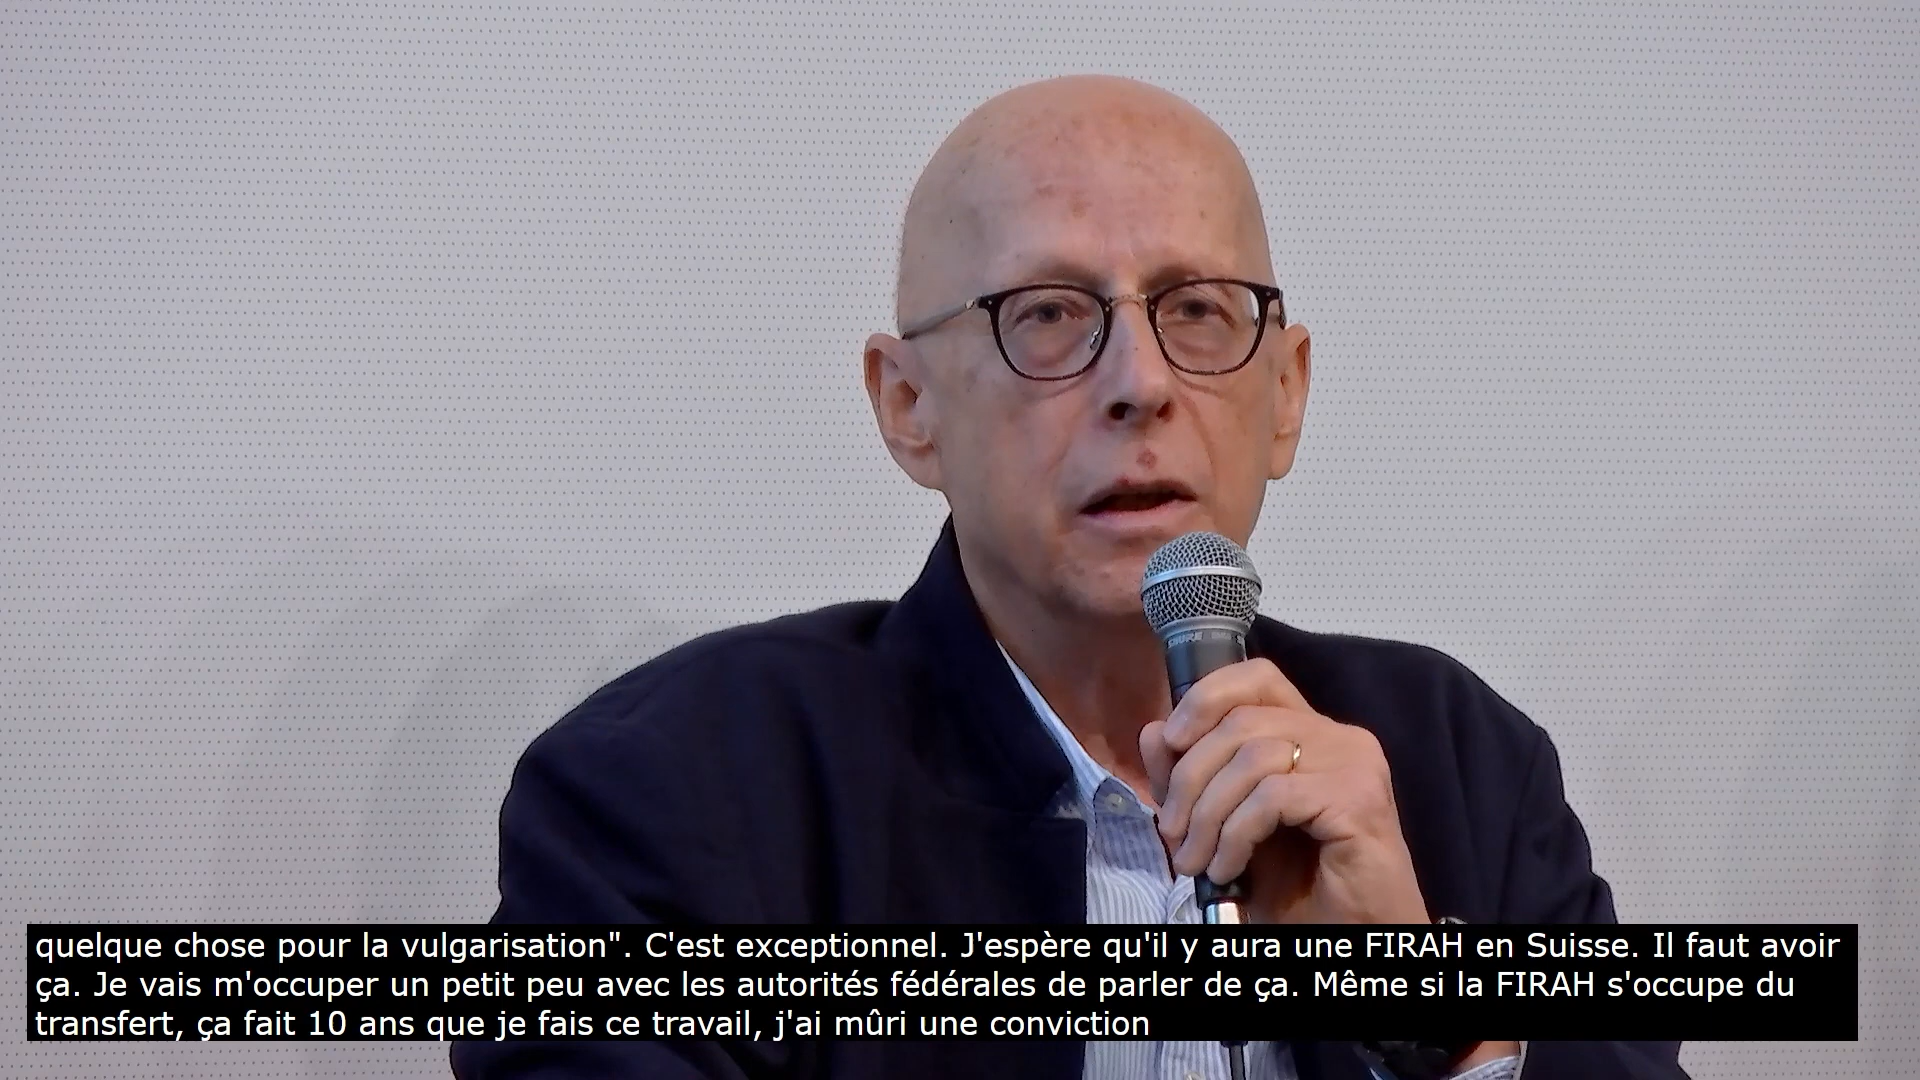 SHURE
quelque chose pour la vulgarisation". C'est exceptionnel. J'espère qu'il y aura une FIRAH en Suisse. Il faut avoir
ça. Je vais m'occuper un petit peu avec les autorités fédérales de parler de ça. Même si la FIRAH s'occupe du
transfert, ça fait 10 ans que je fais ce travail, j'ai mûri une conviction